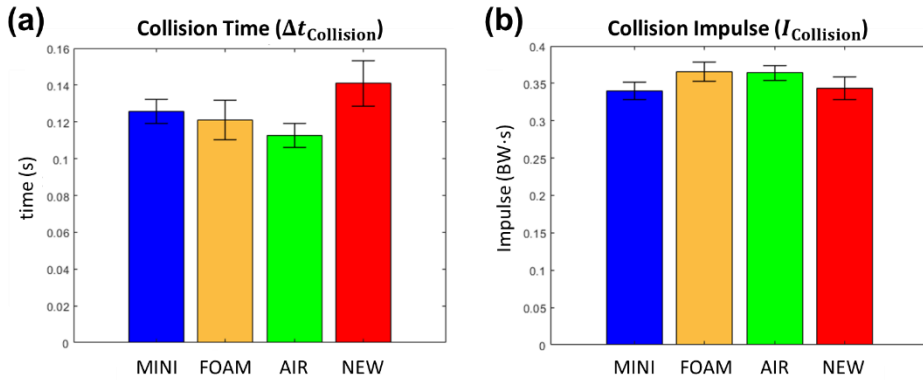 (a)
Collision Time (Δt_Collision)
time (s)
0.16
0.14
0.12
0.1
0.08
0.06
0.04
0.02
0
MINI FOAM AIR NEW
(b)
Collision Impulse (I_Collision)
Impulse (BW·s)
0.4
0.35
0.3
0.25
0.2
0.15
0.1
0.05
0
MINI FOAM AIR NEW